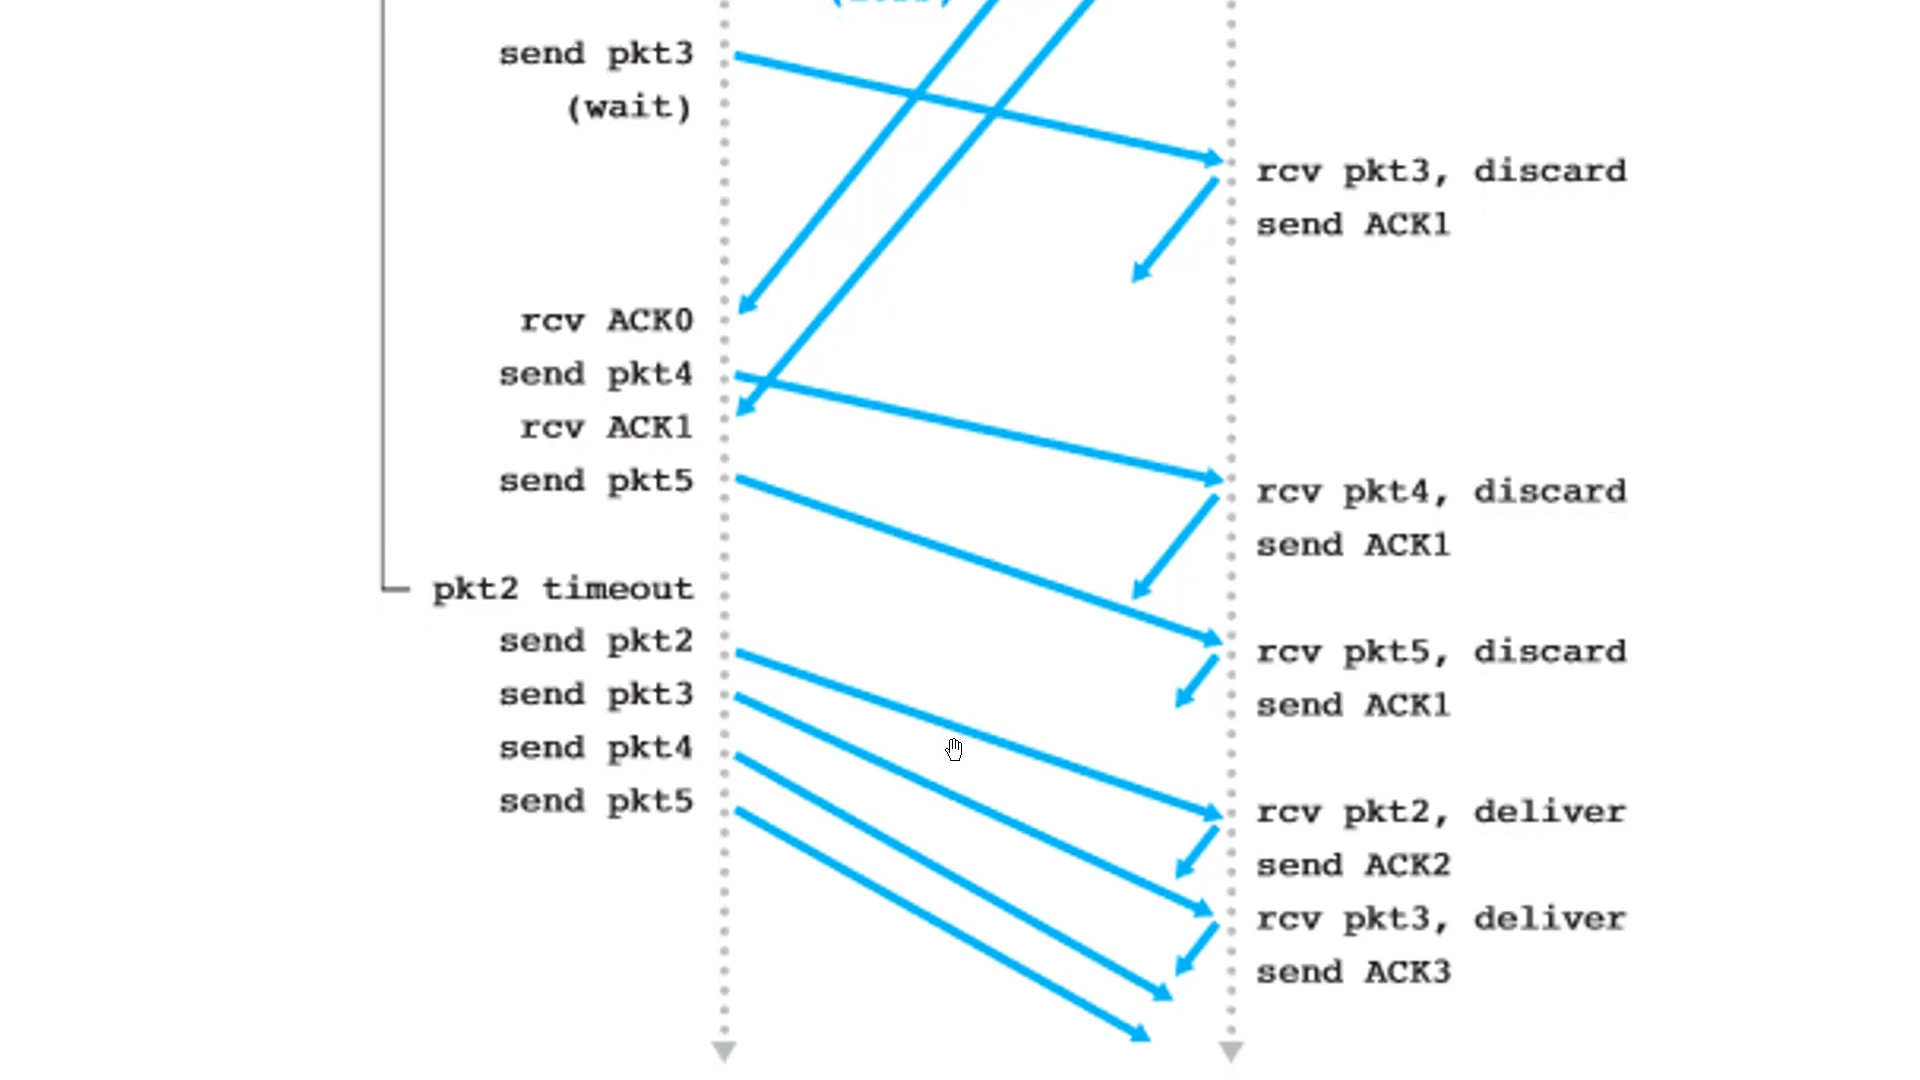 send pkt3
(wait)
rcv pkt3, discard
send ACK1
rcv ACK0
send pkt4
rcv ACK1
send pkt5
rcv pkt4, discard
send ACK1
pkt2 timeout
send pkt2
send pkt3
send pkt4
send pkt5
rcv pkt5, discard
send ACK1
rcv pkt2, deliver
send ACK2
rcv pkt3, deliver
send ACK3